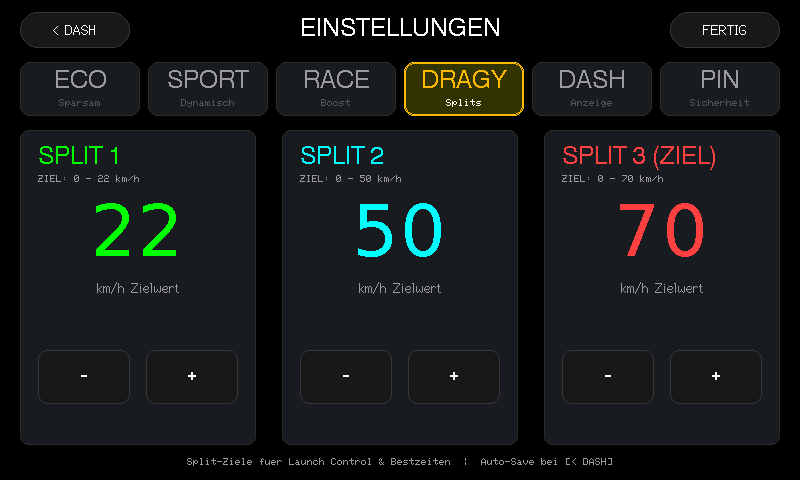 < DASH
EINSTELLUNGEN
FERTIG
ECO
Sparsam
SPORT
Dynamisch
RACE
Boost
DRAGY
Splits
DASH
Anzeige
PIN
Sicherheit
SPLIT 1
ZIEL: 0 - 22 km/h
22
km/h Zielwert
- +
SPLIT 2
ZIEL: 0 - 50 km/h
50
km/h Zielwert
- +
SPLIT 3 (ZIEL)
ZIEL: 0 - 70 km/h
70
km/h Zielwert
- +
Split-Ziele fuer Launch Control & Bestzeiten | Auto-Save bei [< DASH]